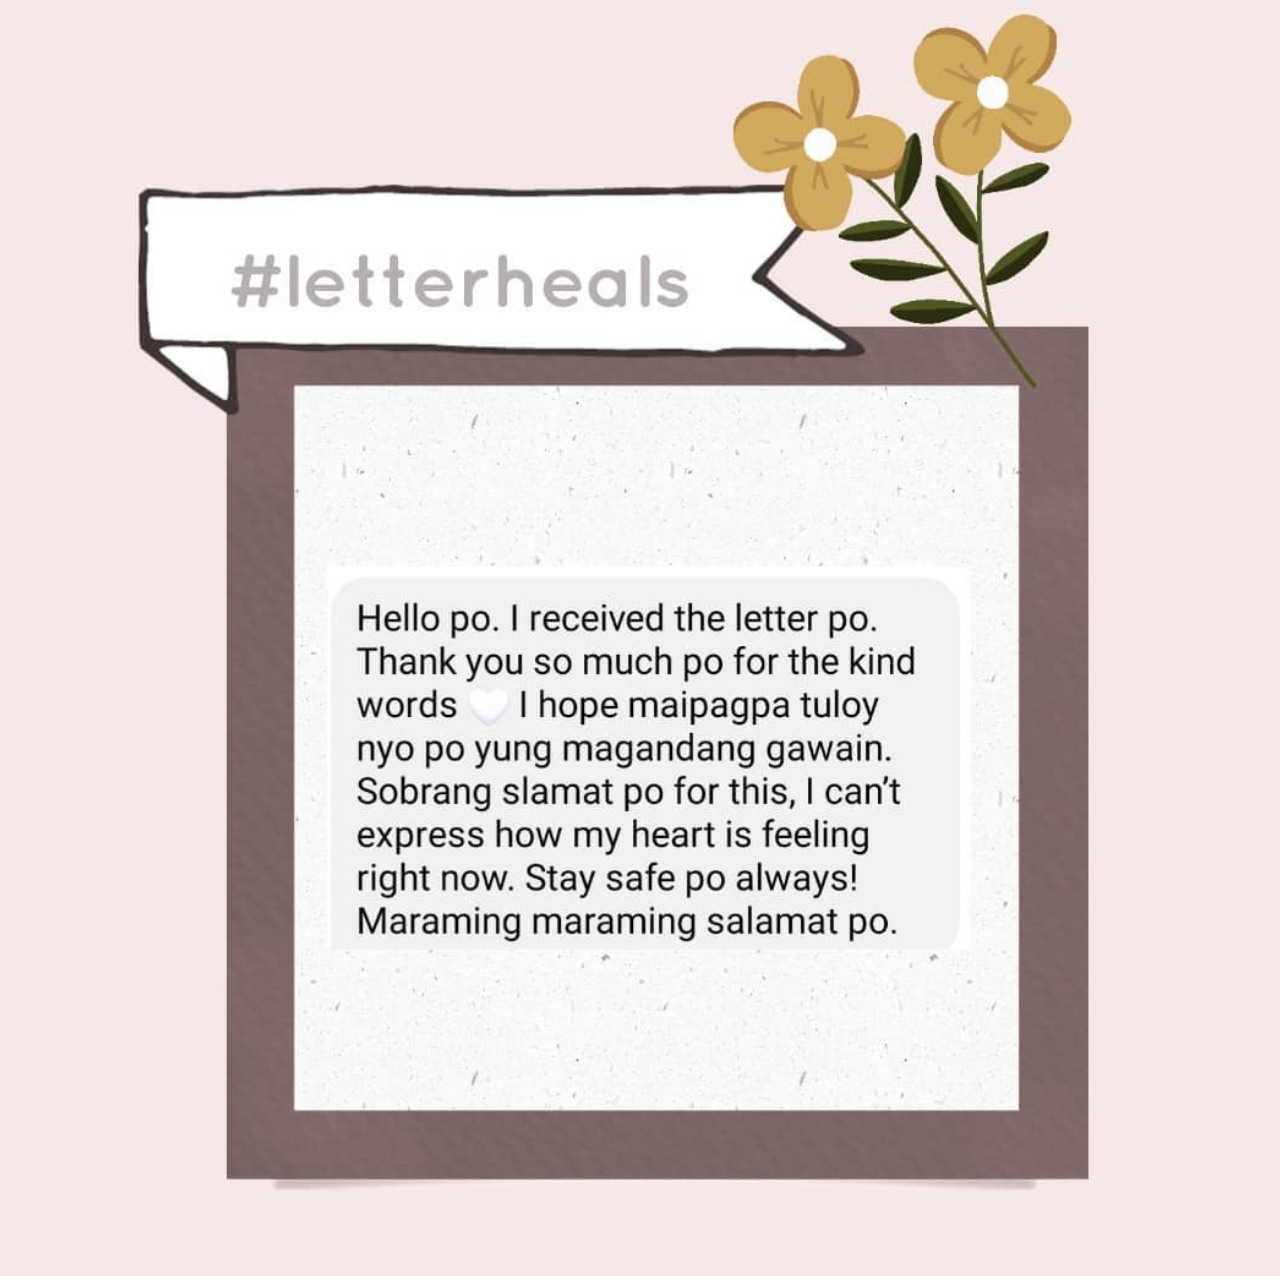 #letterheals
Hello po. I received the letter po.
Thank you so much po for the kind
words 🤍 I hope maipagpa tuloy
nyo po yung magandang gawain.
Sobrang slamat po for this, I can’t
express how my heart is feeling
right now. Stay safe po always!
Maraming maraming salamat po.